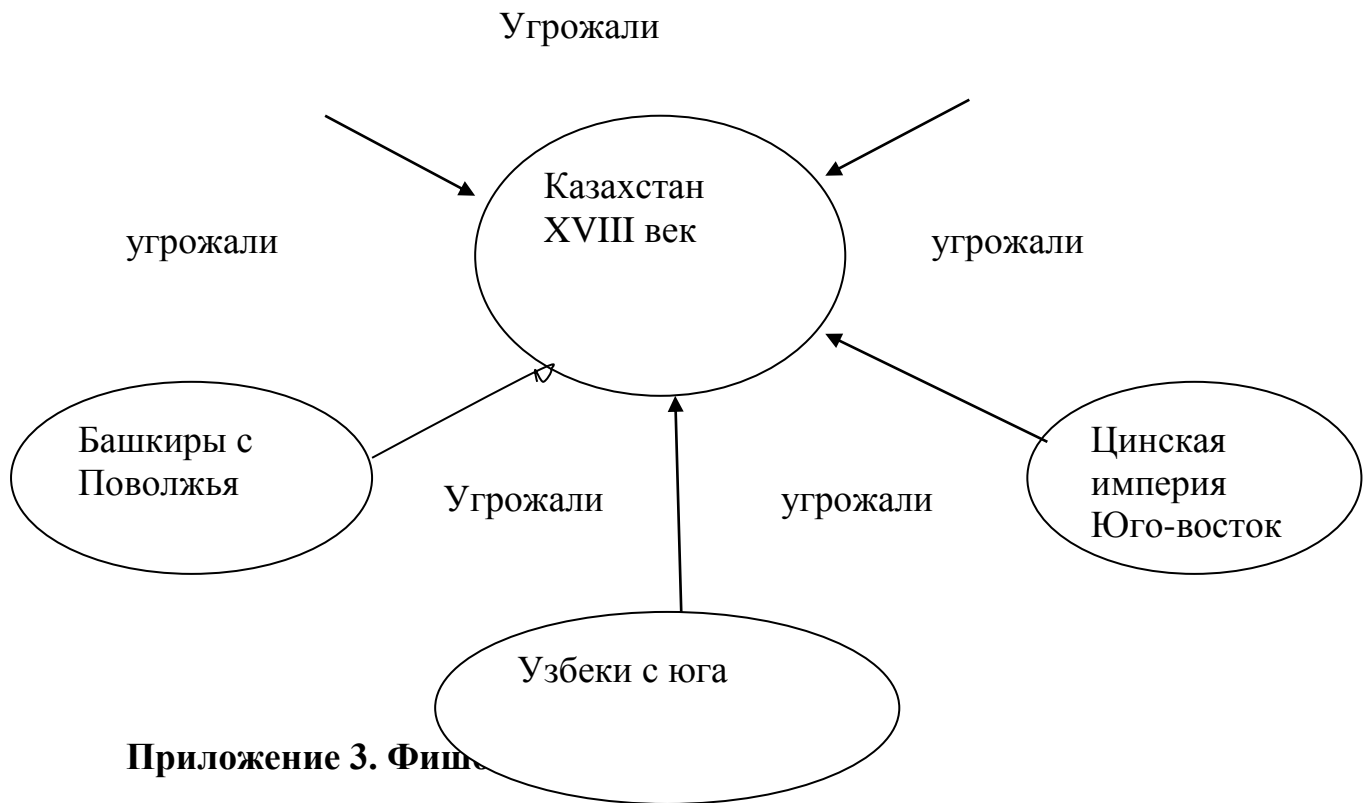 Угрожали
Казахстан
XVIII век
угрожали
угрожали
Башкиры с
Поволжья
Угрожали
угрожали
Цинская
империя
Юго-восток
Узбеки с юга
Приложение 3.